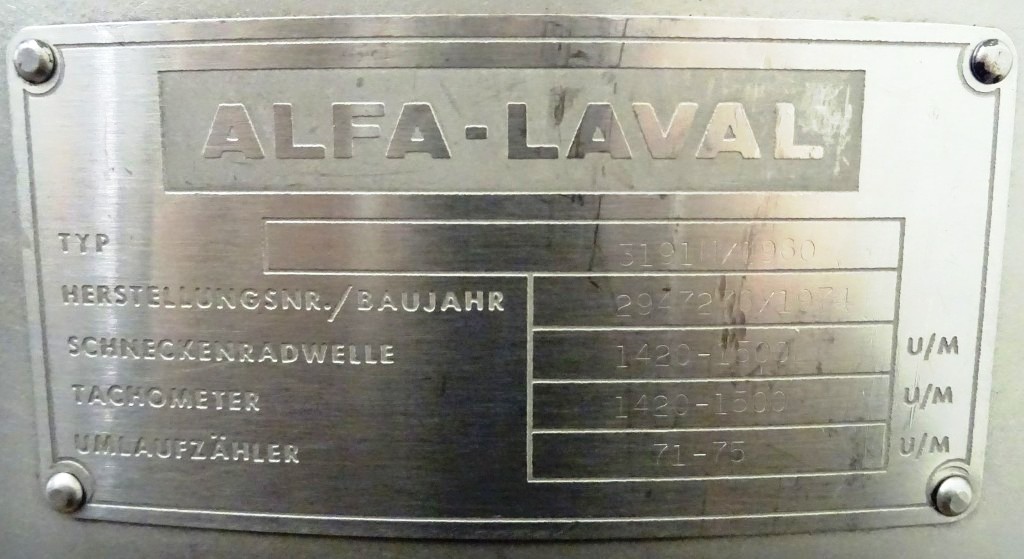 ALFA-LAVAL
TYP
HERSTELLUNGSNR./BAUJAHR
SCHNECKENRADWELLE 1420-1500 U/M
TACHOMETER 1420-1500 U/M
UMLAUFZÄHLER 71-75 U/M